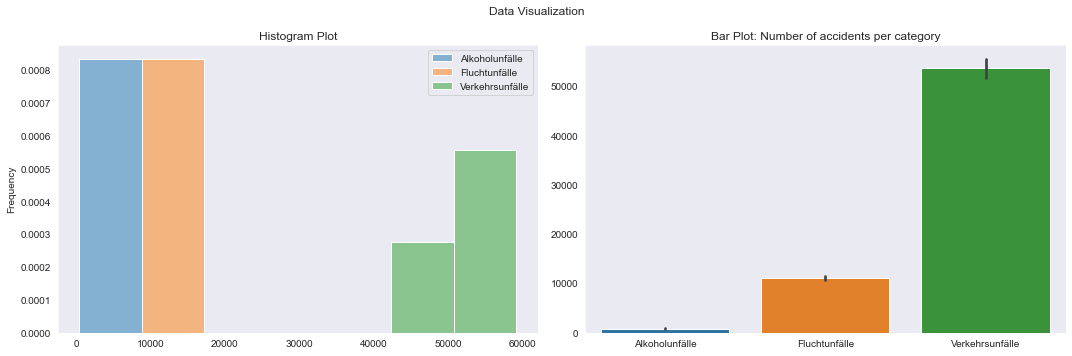 Data Visualization
Histogram Plot
Frequency
0.0008
0.0007
0.0006
0.0005
0.0004
0.0003
0.0002
0.0001
0.0000
0 10000 20000 30000 40000 50000 60000
Alkoholunfälle
Fluchtunfälle
Verkehrsunfälle
Bar Plot: Number of accidents per category
50000
40000
30000
20000
10000
0
Alkoholunfälle Fluchtunfälle Verkehrsunfälle